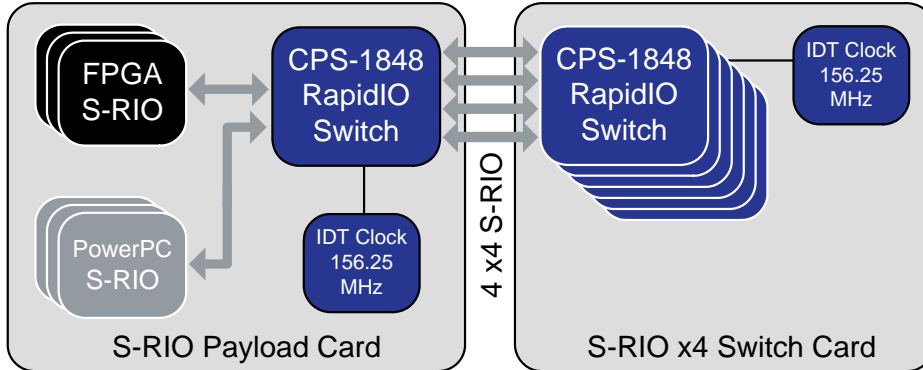 FPGA
S-RIO
CPS-1848
RapidIO
Switch
PowerPC
S-RIO
IDT Clock
156.25
MHz
S-RIO Payload Card
4 x4 S-RIO
CPS-1848
RapidIO
Switch
IDT Clock
156.25
MHz
S-RIO x4 Switch Card